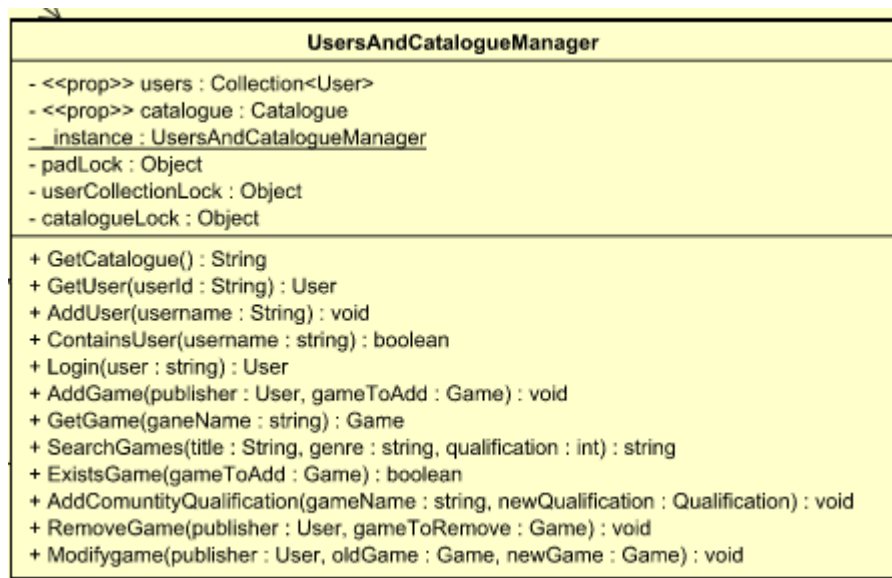 UsersAndCatalogueManager
- <<prop>> users : Collection<User>
- <<prop>> catalogue : Catalogue
- _instance : UsersAndCatalogueManager
- padLock : Object
- userCollectionLock : Object
- catalogueLock : Object
+ GetCatalogue() : String
+ GetUser(userId : String) : User
+ AddUser(username : String) : void
+ ContainsUser(username : string) : boolean
+ Login(user : string) : User
+ AddGame(publisher : User, gameToAdd : Game) : void
+ GetGame(ganeName : string) : Game
+ SearchGames(title : String, genre : string, qualification : int) : string
+ ExistsGame(gameToAdd : Game) : boolean
+ AddComuntityQualification(gameName : string, newQualification : Qualification) : void
+ RemoveGame(publisher : User, gameToRemove : Game) : void
+ Modifygame(publisher : User, oldGame : Game, newGame : Game) : void